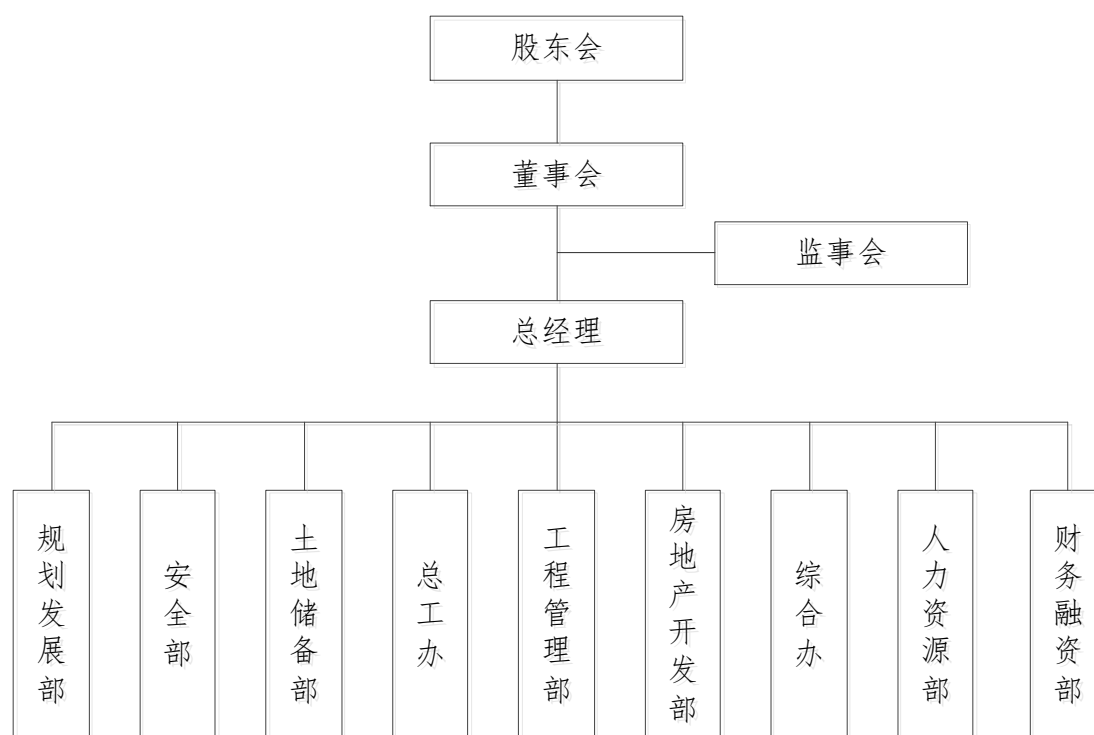 股东会
董事会
监事会
总经理
规划发展部
安全部
土地储备部
总工办
工程管理部
房地产开发部
综合办
人力资源部
财务融资部